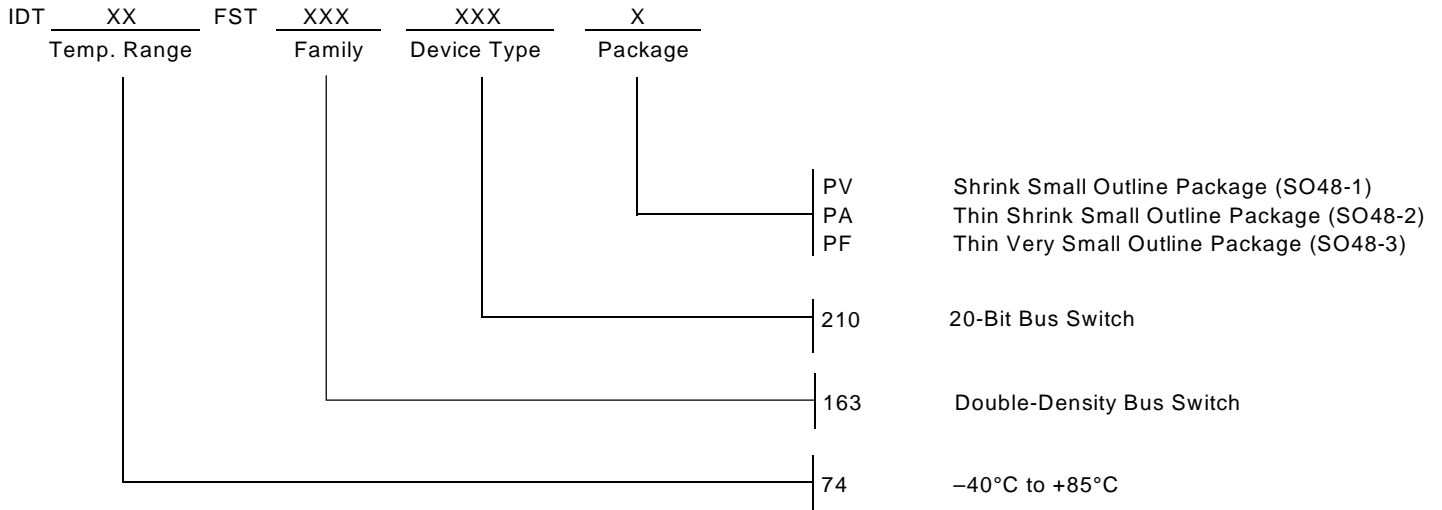 IDT XX FST XXX XXX X
Temp. Range Family Device Type Package
PV Shrink Small Outline Package (SO48-1)
PA Thin Shrink Small Outline Package (SO48-2)
PF Thin Very Small Outline Package (SO48-3)
210 20-Bit Bus Switch
163 Double-Density Bus Switch
74 –40°C to +85°C